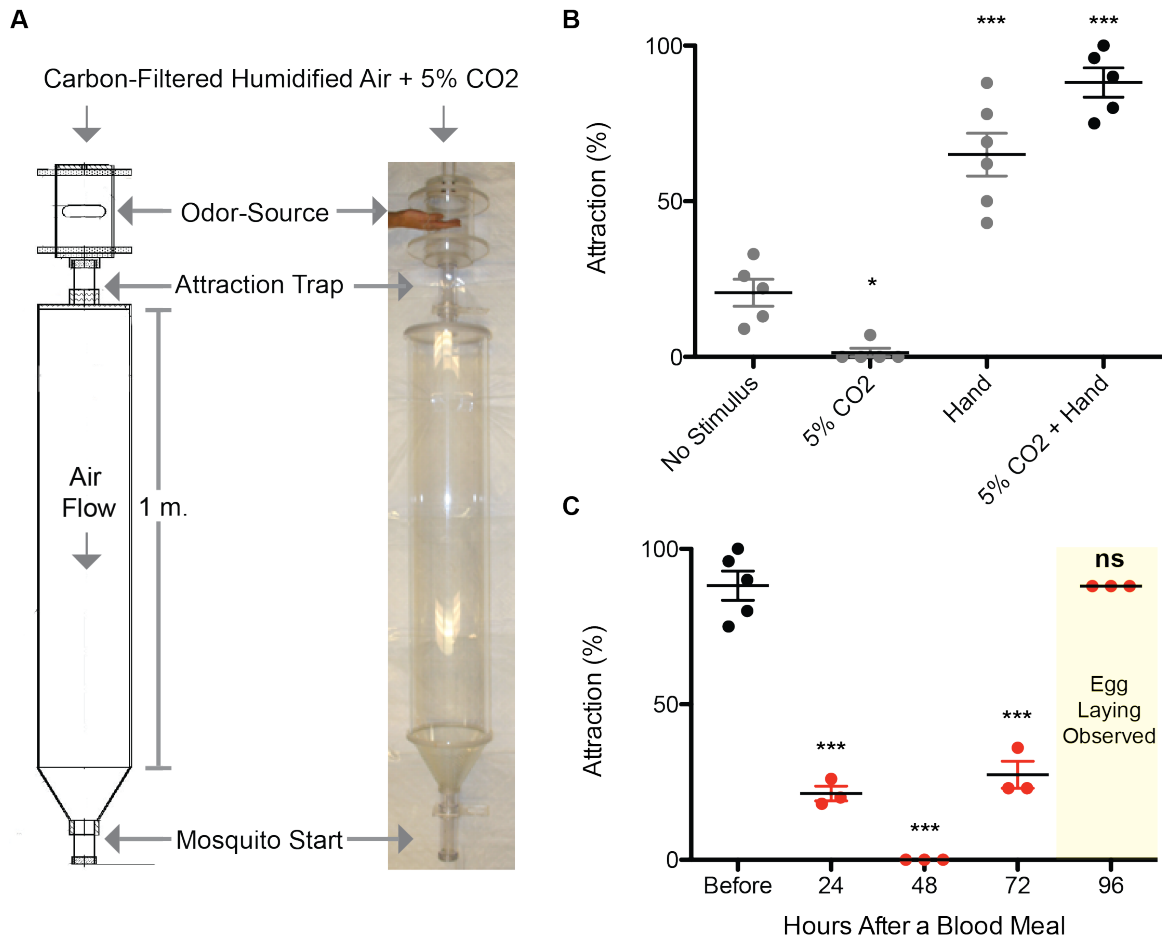 A
Carbon-Filtered Humidified Air + 5% CO2
Odor-Source
Attraction Trap
Air
Flow
1 m.
Mosquito Start
B
***
***
*
100
50
0
Attraction (%)
No Stimulus
5% CO2
Hand
5% CO2 + Hand
C
100
50
0
Attraction (%)
***
***
***
ns
Egg
Laying
Observed
Before
24
48
72
96
Hours After a Blood Meal